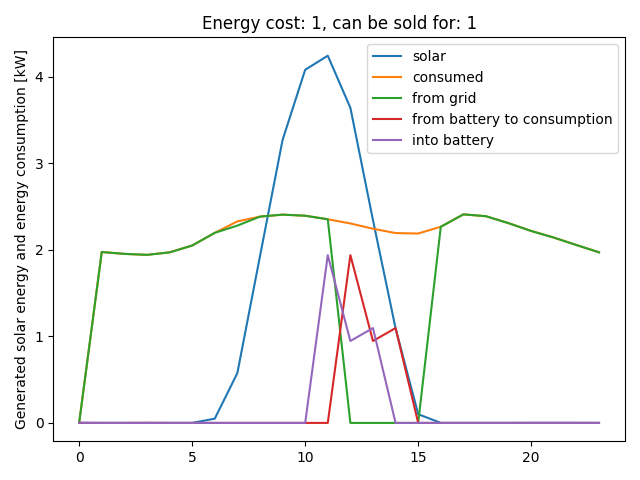 Energy cost: 1, can be sold for: 1
Generated solar energy and energy consumption [kW]
4
3
2
1
0
solar
consumed
from grid
from battery to consumption
into battery
0 5 10 15 20